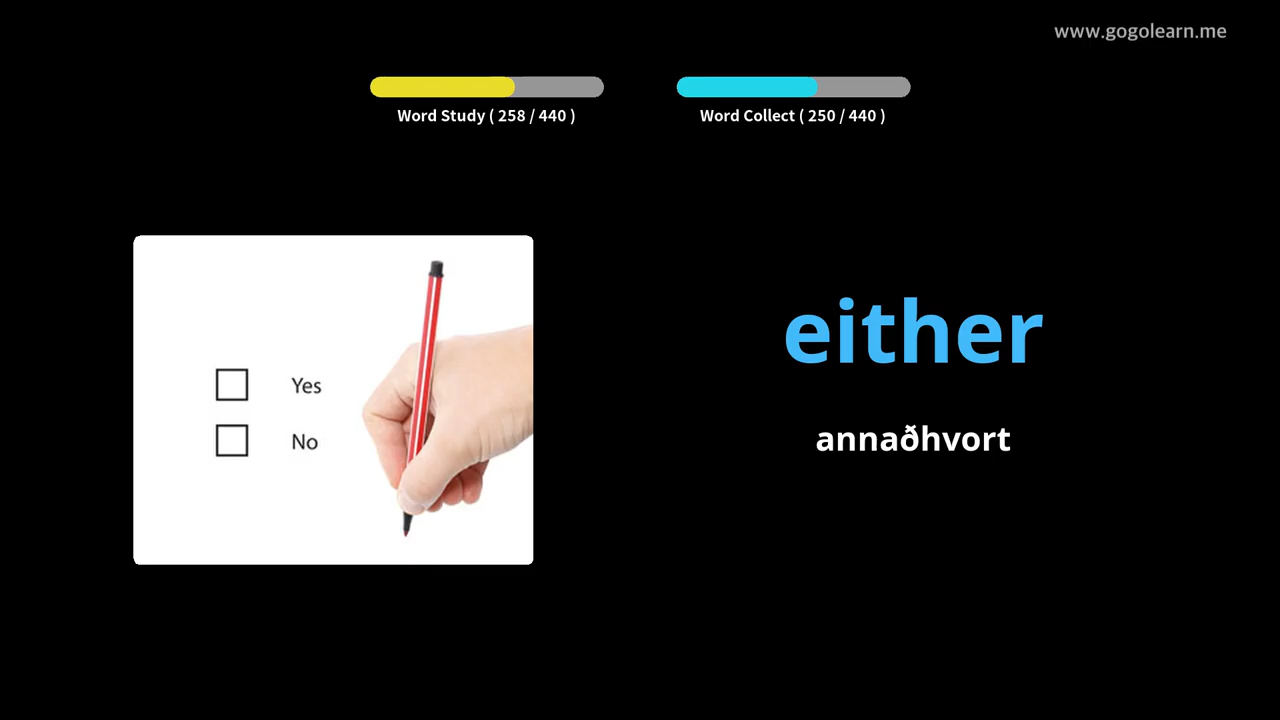 www.gogolearn.me
Word Study ( 258 / 440 )
Word Collect ( 250 / 440 )
Yes
No
either
annaðhvort